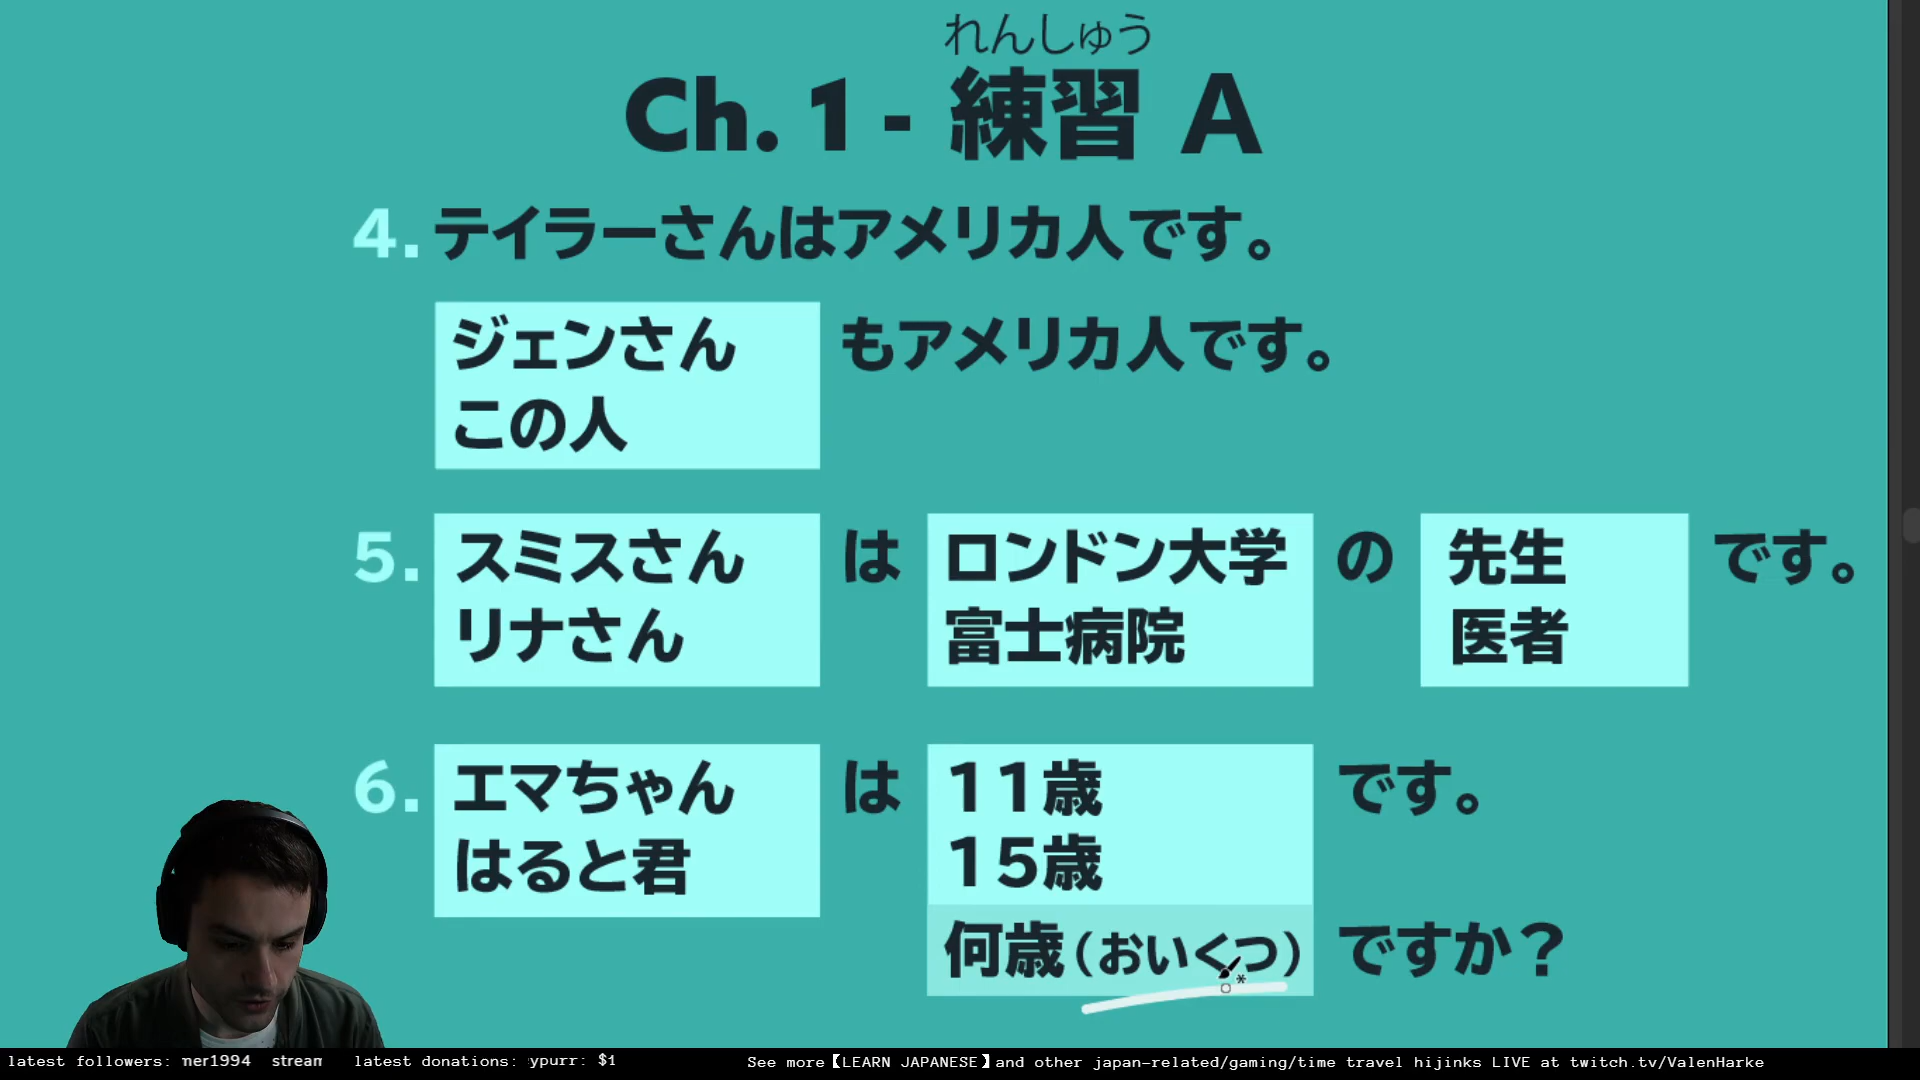 れんしゅう
Ch. 1 - 練習 A
4. テイラーさんはアメリカ人です。
ジェンさん もアメリカ人です。
この人
5. スミスさん は ロンドン大学 の 先生 です。
リナさん 富士病院 医者
6. エマちゃん は 11歳 です。
はると君 15歳
何歳(おいくつ) ですか?
latest followers: mer1994 stream latest donations: ypurr: $1 See more【LEARN JAPANESE】and other japan-related/gaming/time travel hijinks LIVE at twitch.tv/ValenHarke